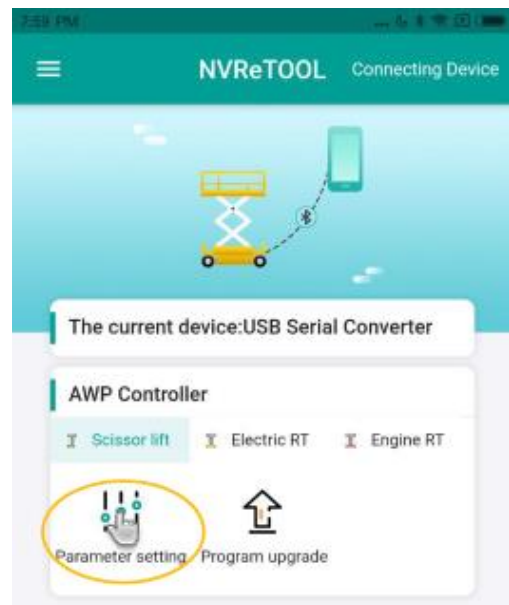 7:59 PM
NVReTOOL Connecting Device
The current device:USB Serial Converter
AWP Controller
Scissor lift Electric RT Engine RT
Parameter setting Program upgrade